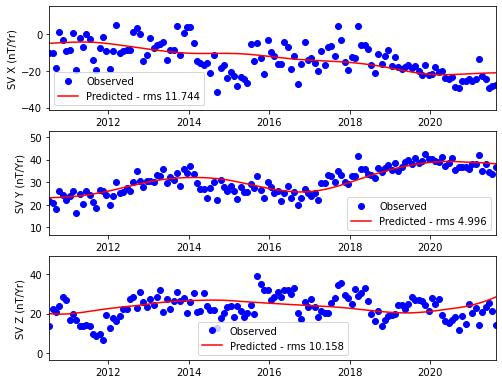 SV X (nT/Yr)
0
−20
−40
Observed
Predicted - rms 11.744
2012 2014 2016 2018 2020
SV Y (nT/Yr)
50
40
30
20
10
Observed
Predicted - rms 4.996
2012 2014 2016 2018 2020
SV Z (nT/Yr)
40
20
0
Observed
Predicted - rms 10.158
2012 2014 2016 2018 2020